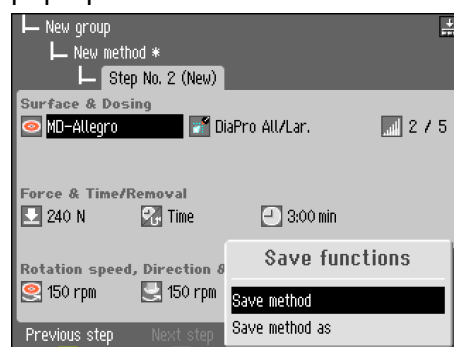 New group
New method *
Step No. 2 (New)
Surface & Dosing
MD-Allegro DiaPro All/Lar. 2 / 5
Force & Time/Removal
240 N Time 3:00 min
Rotation speed, Direction &
150 rpm 150 rpm
Save functions
Save method
Save method as
Previous step Next step